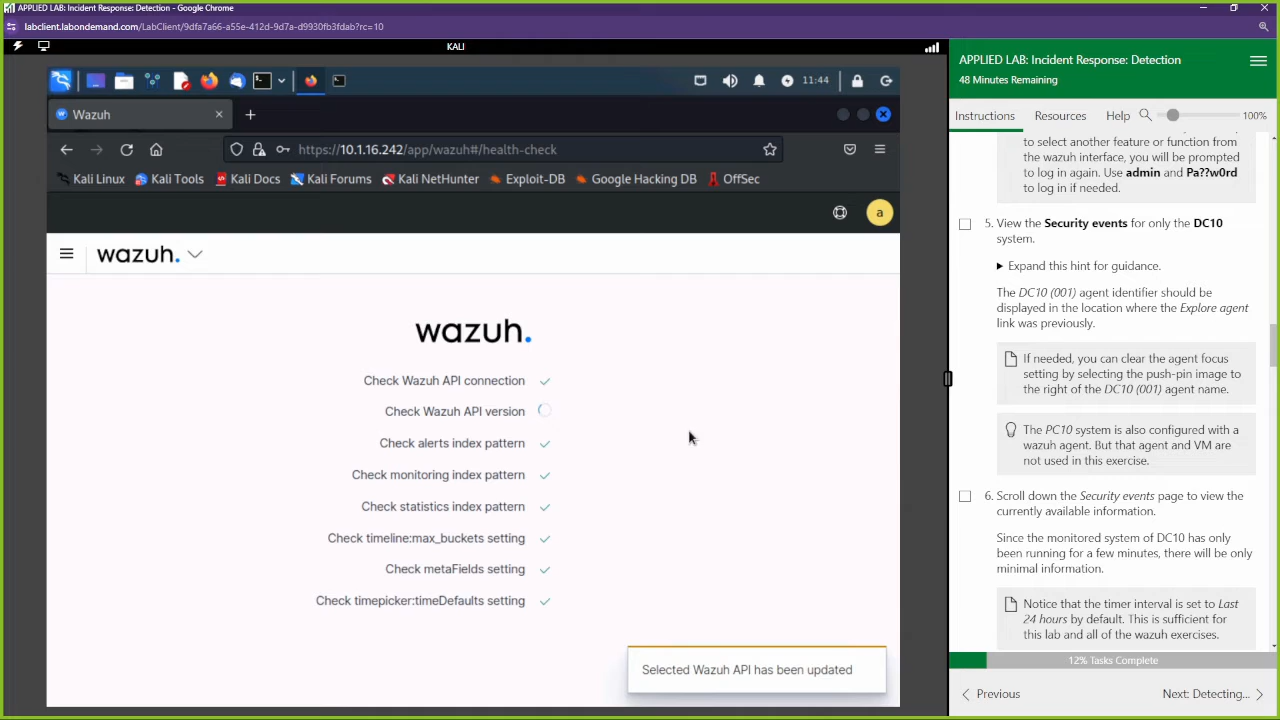 APPLIED LAB: Incident Response: Detection - Google Chrome
labclient.labondemand.com/LabClient/9dfa7a66-a55e-412d-9d7a-d9930fb3fdab?rc=10
KALI
11:44
Wazuh
https://10.1.16.242/app/wazuh#/health-check
Kali Linux
Kali Tools
Kali Docs
Kali Forums
Kali NetHunter
Exploit-DB
Google Hacking DB
OffSec
a
wazuh.
wazuh.
Check Wazuh API connection
Check Wazuh API version
Check alerts index pattern
Check monitoring index pattern
Check statistics index pattern
Check timeline:max_buckets setting
Check metaFields setting
Check timepicker:timeDefaults setting
Selected Wazuh API has been updated
APPLIED LAB: Incident Response: Detection
48 Minutes Remaining
Instructions
Resources
Help
100%
to select another feature or function
from the wazuh interface, you will be prompted
to log in again. Use admin and Pa??w0rd
to log in if needed.
5. View the Security events for only the DC10
system.
Expand this hint for guidance.
The DC10 (001) agent identifier should be
displayed in the location where the Explore agent
link was previously.
If needed, you can clear the agent focus
setting by selecting the push-pin image to
the right of the DC10 (001) agent name.
The PC10 system is also configured with a
wazuh agent. But that agent and VM are
not used in this exercise.
6. Scroll down the Security events page to view the
currently available information.
Since the monitored system of DC10 has only
been running for a few minutes, there will be only
minimal information.
Notice that the timer interval is set to Last
24 hours by default. This is sufficient for
this lab and all of the wazuh exercises.
12% Tasks Complete
Previous
Next: Detecting...